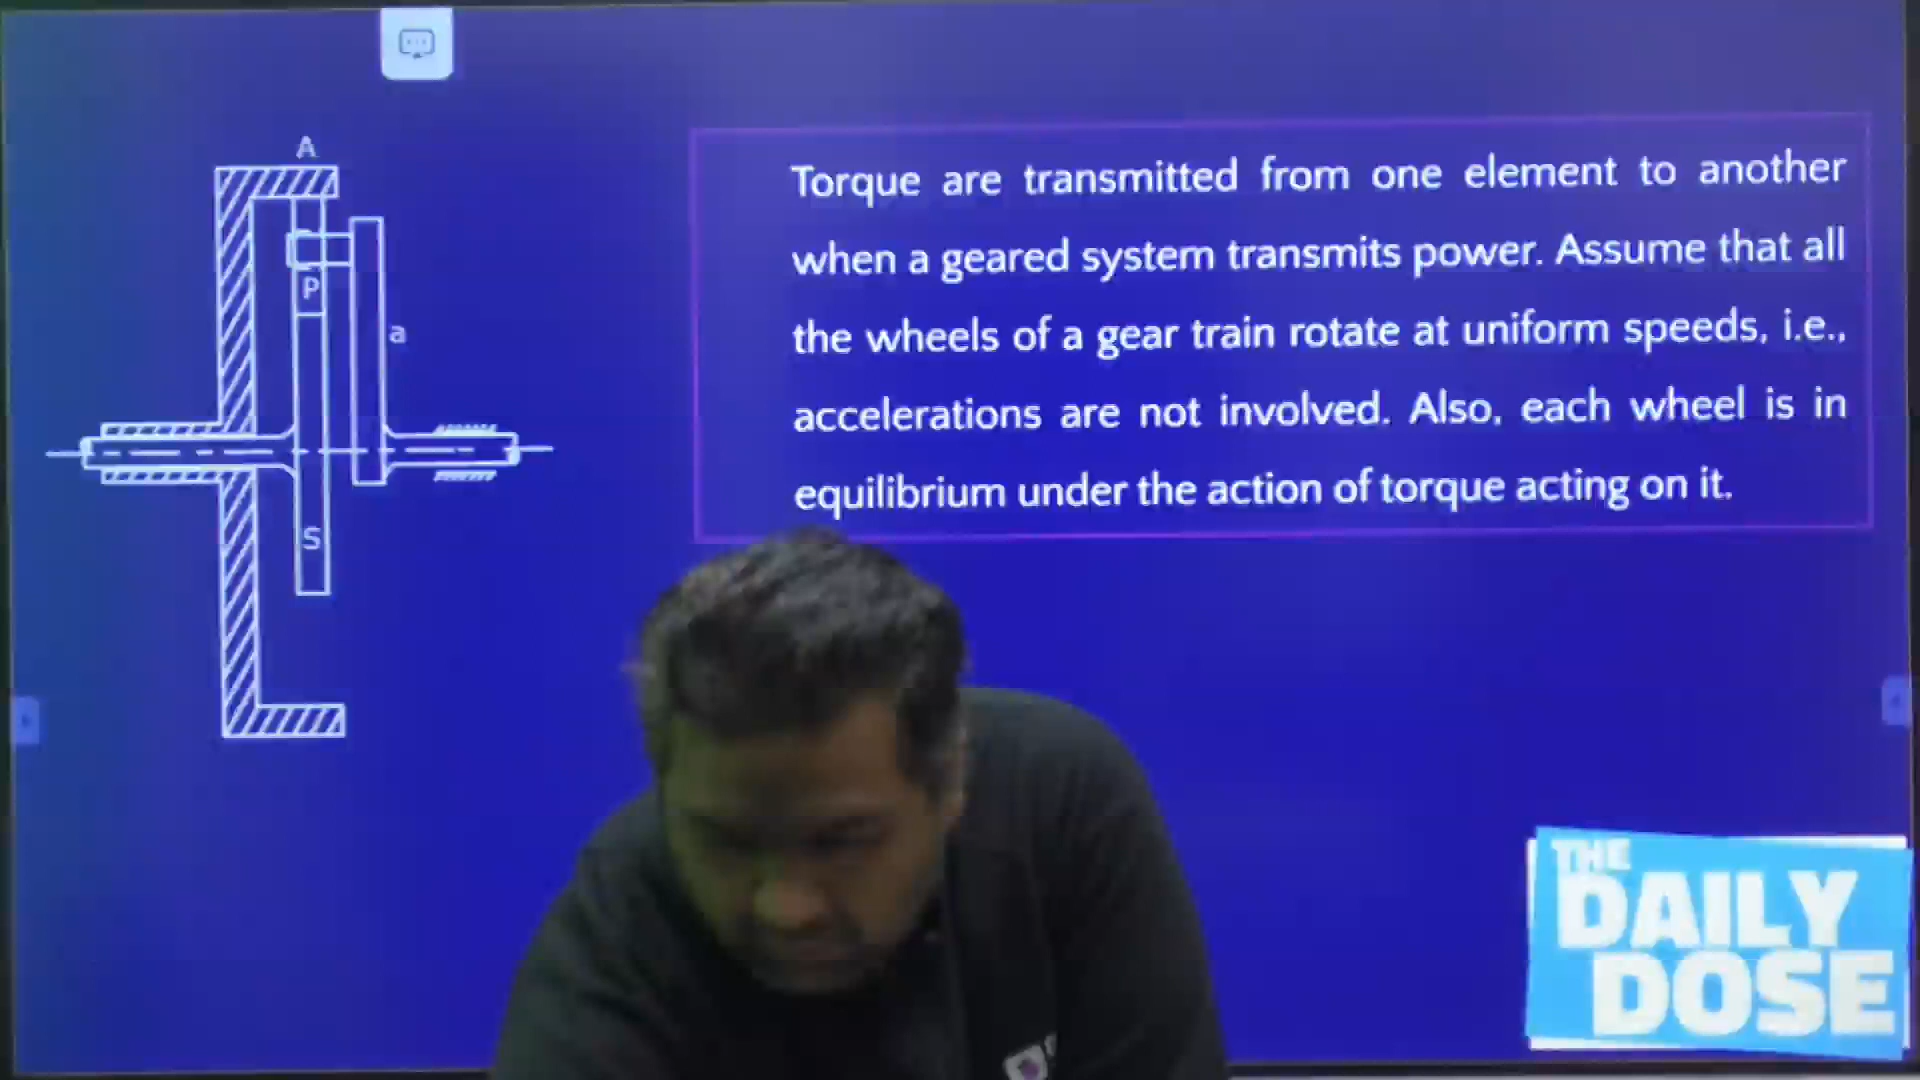 A
P
a
S
Torque are transmitted from one element to another
when a geared system transmits power. Assume that all
the wheels of a gear train rotate at uniform speeds, i.e.,
accelerations are not involved. Also, each wheel is in
equilibrium under the action of torque acting on it.
THE
DAILY
DOSE